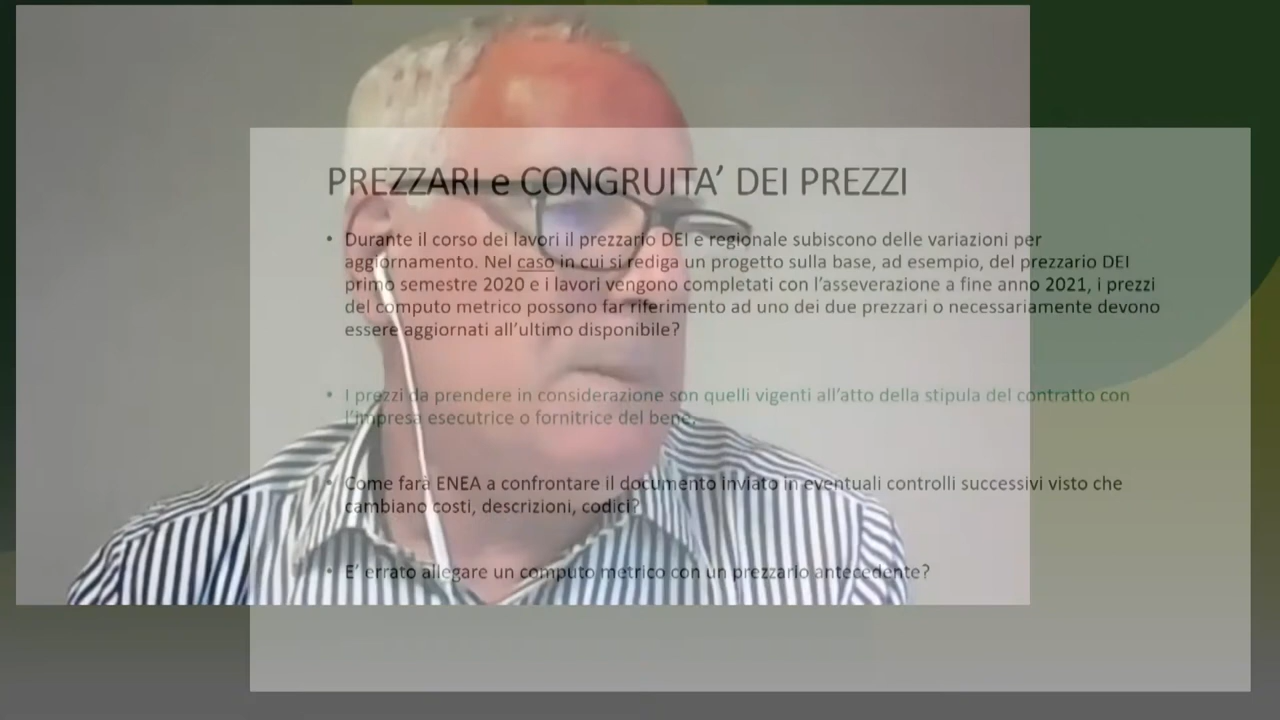 PREZZARI e CONGRUITA’ DEI PREZZI
• Durante il corso dei lavori il prezzario DEI e regionale subiscono delle variazioni per
aggiornamento. Nel caso in cui si rediga un progetto sulla base, ad esempio, del prezzario DEI
primo semestre 2020 e i lavori vengono completati con l’asseverazione a fine anno 2021, i prezzi
del computo metrico possono far riferimento ad uno dei due prezzari o necessariamente devono
essere aggiornati all’ultimo disponibile?
• I prezzi da prendere in considerazione son quelli vigenti all’atto della stipula del contratto con
l’impresa esecutrice o fornitrice del bene.
• Come farà ENEA a confrontare il documento inviato in eventuali controlli successivi visto che
cambiano costi, descrizioni, codici?
• E’ errato allegare un computo metrico con un prezzario antecedente?